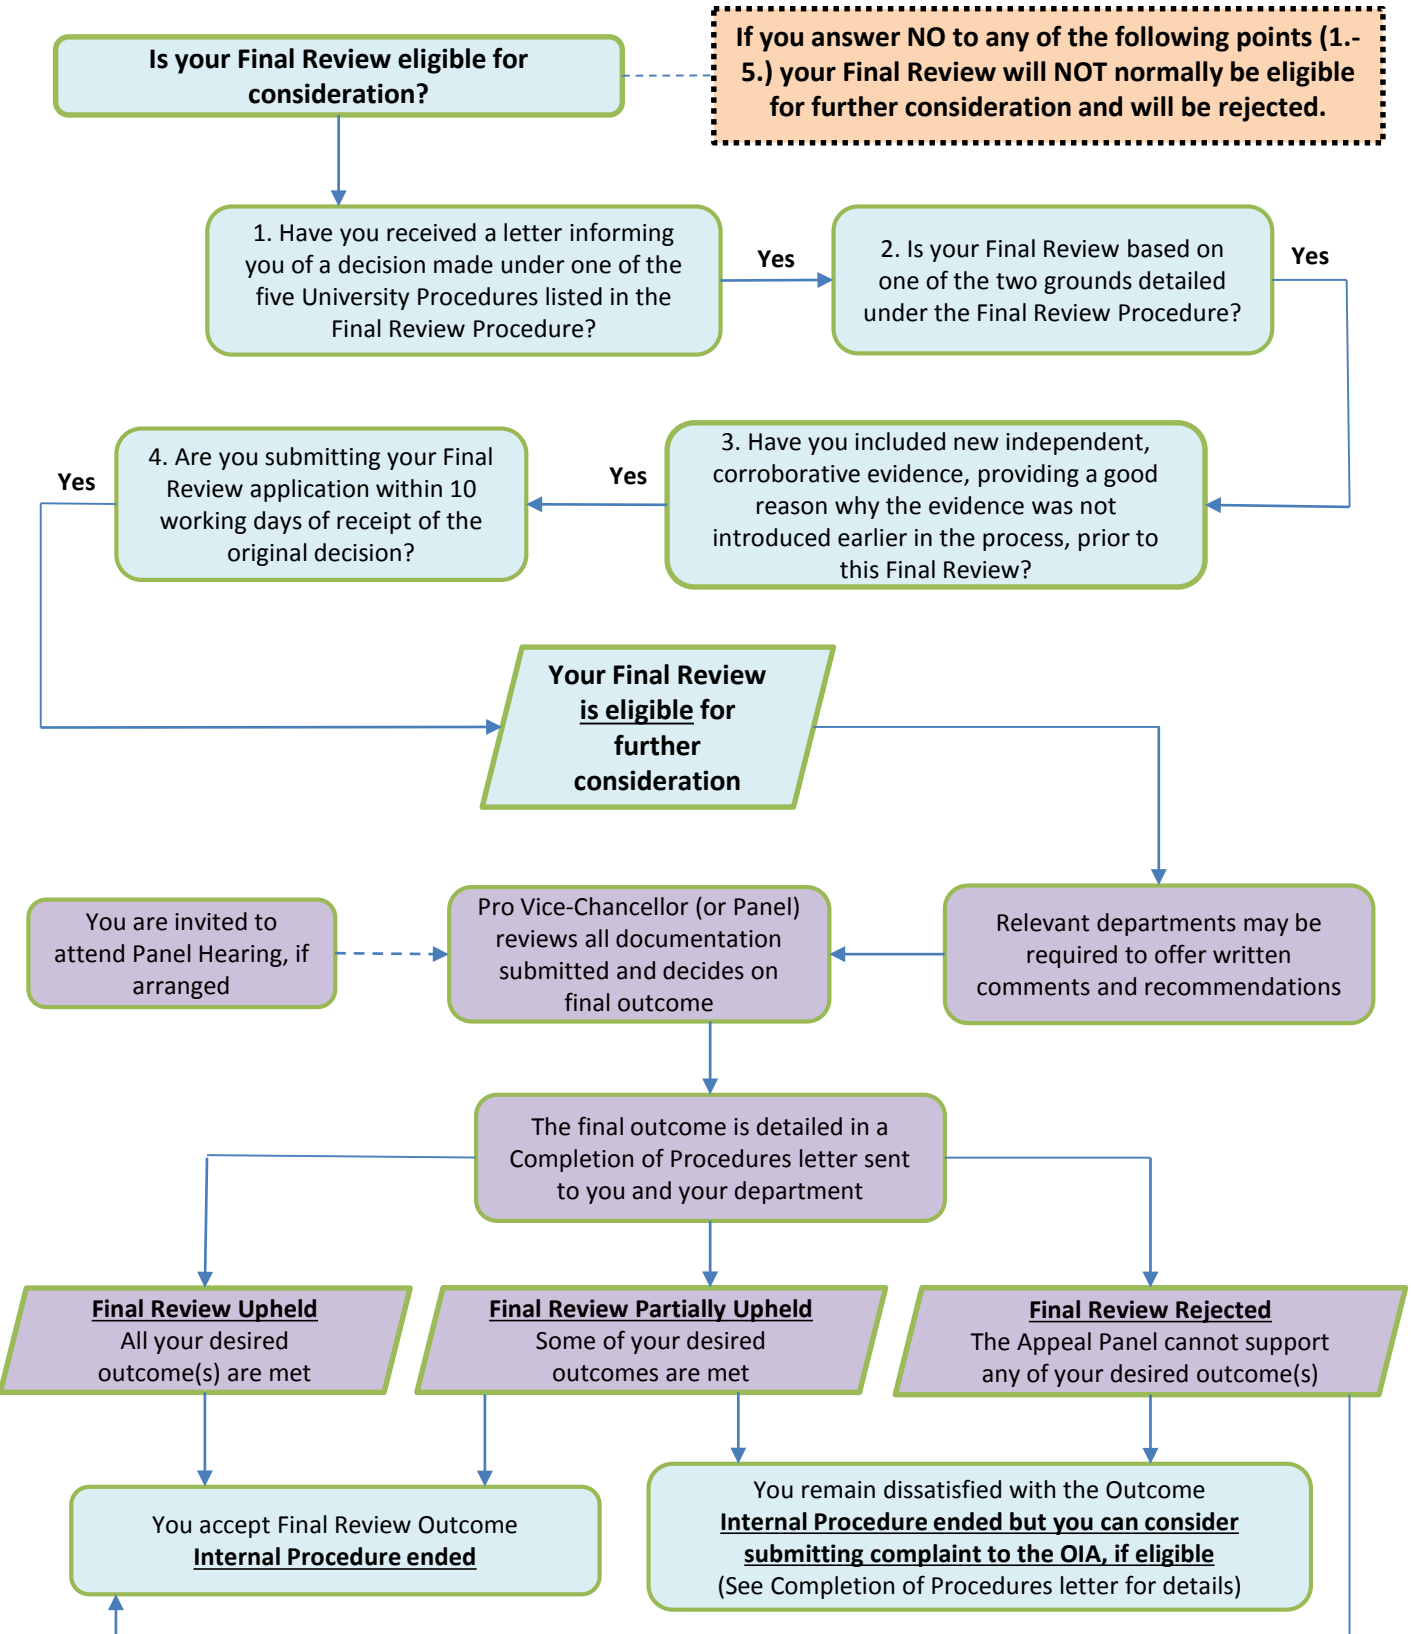 Is your Final Review eligible for
consideration?
If you answer NO to any of the following points (1.-
5.) your Final Review will NOT normally be eligible
for further consideration and will be rejected.
1. Have you received a letter informing
you of a decision made under one of the
five University Procedures listed in the
Final Review Procedure?
Yes
2. Is your Final Review based on
one of the two grounds detailed
under the Final Review Procedure?
Yes
3. Have you included new independent,
corroborative evidence, providing a good
reason why the evidence was not
introduced earlier in the process, prior to
this Final Review?
Yes
4. Are you submitting your Final
Review application within 10
working days of receipt of the
original decision?
Yes
Your Final Review
is eligible for
further
consideration
Relevant departments may be
required to offer written
comments and recommendations
Pro Vice-Chancellor (or Panel)
reviews all documentation
submitted and decides on
final outcome
You are invited to
attend Panel Hearing, if
arranged
The final outcome is detailed in a
Completion of Procedures letter sent
to you and your department
Final Review Upheld
All your desired
outcome(s) are met
Final Review Partially Upheld
Some of your desired
outcomes are met
Final Review Rejected
The Appeal Panel cannot support
any of your desired outcome(s)
You accept Final Review Outcome
Internal Procedure ended
You remain dissatisfied with the Outcome
Internal Procedure ended but you can consider
submitting complaint to the OIA, if eligible
(See Completion of Procedures letter for details)